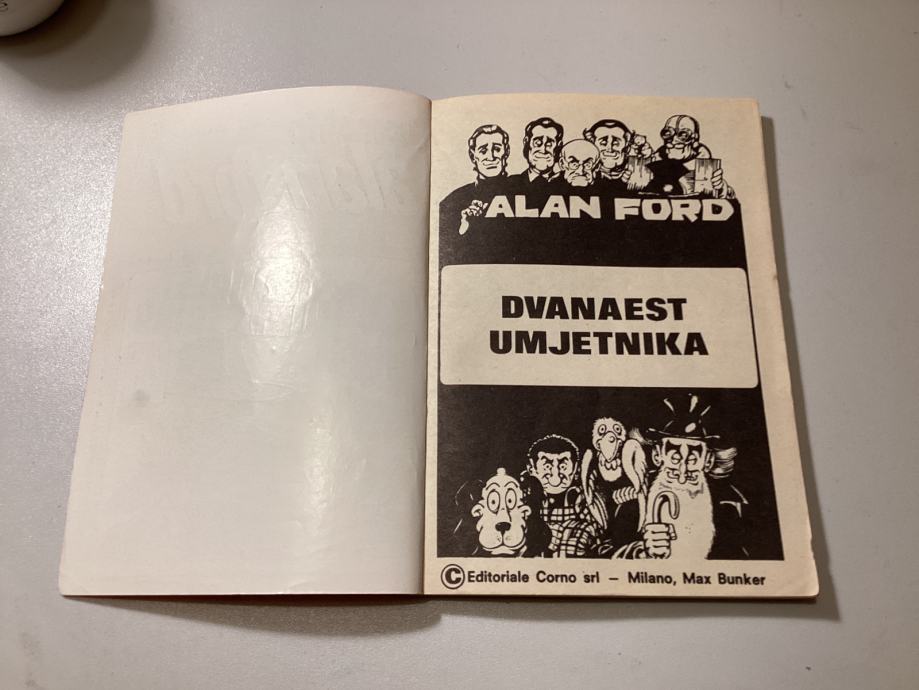 ALAN FORD
DVANAEST
UMJETNIKA
©Editoriale Corno srl – Milano, Max Bunker